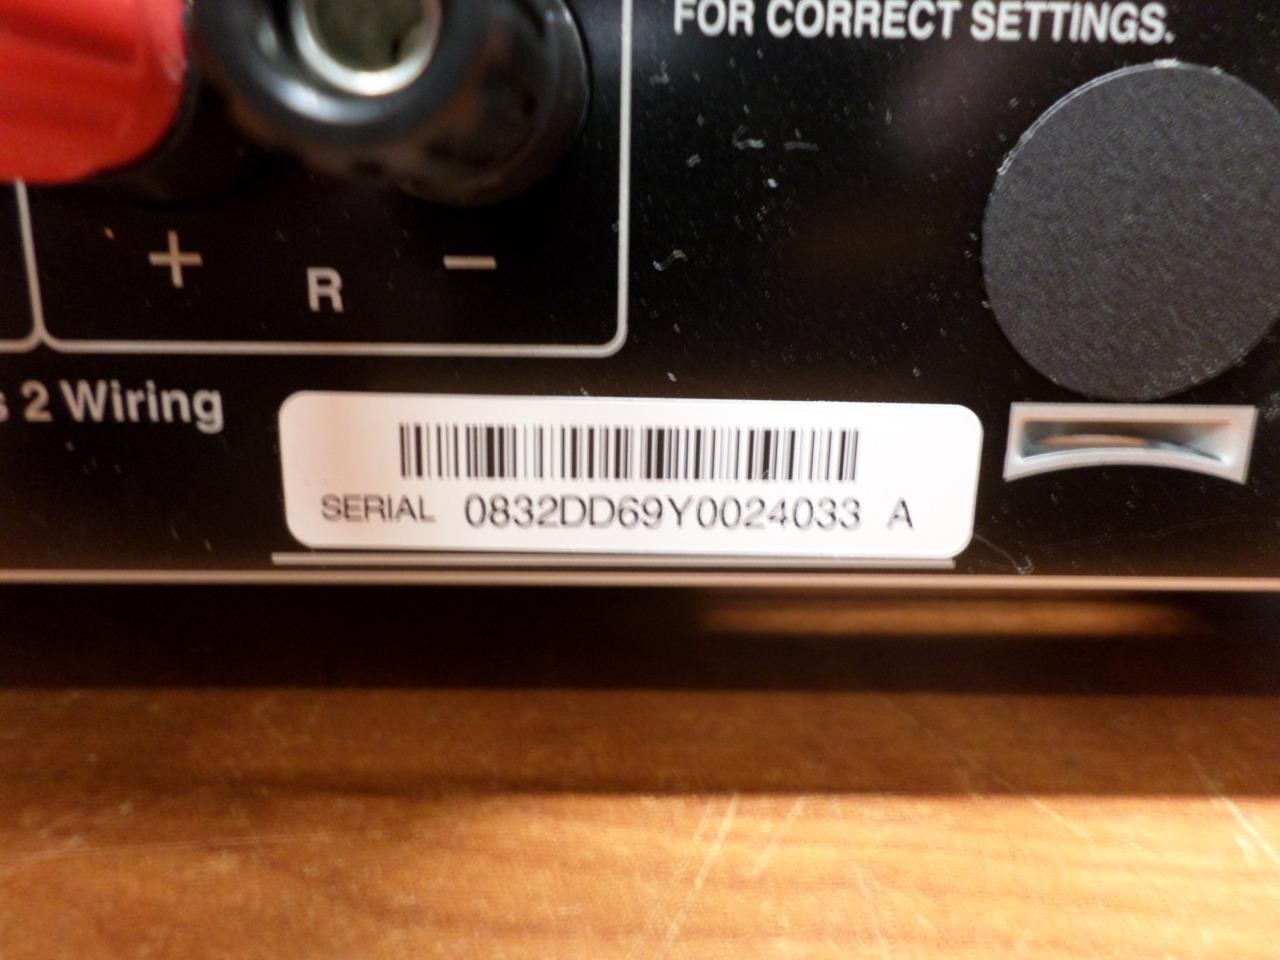 FOR CORRECT SETTINGS.
+ R −
s 2 Wiring
SERIAL 0832DD69Y0024033 A